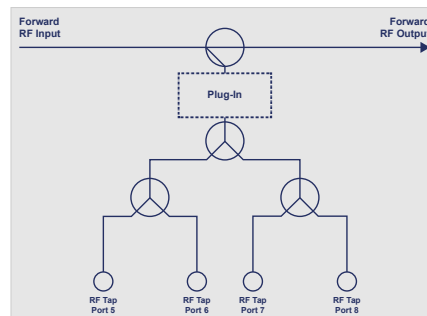 Forward
RF Input
Forward
RF Output
Plug-In
RF Tap
Port 5
RF Tap
Port 6
RF Tap
Port 7
RF Tap
Port 8